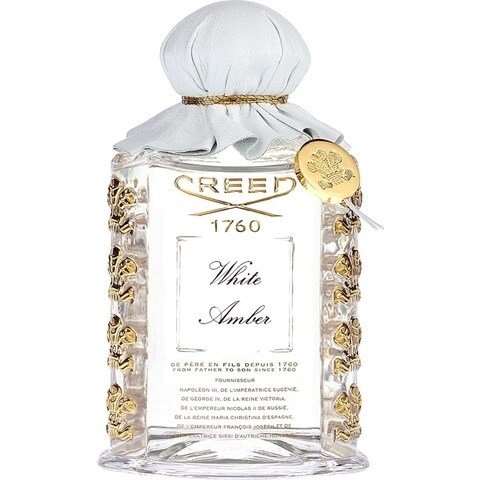 CREED
1760
White
Amber
DE PÈRE EN FILS DEPUIS 1760
FROM FATHER TO SON SINCE 1760
FOURNISSEUR
NAPOLÉON III, DE L'IMPÉRATRICE EUGÉNIE,
DE GEORGE IV, DE LA REINE VICTORIA,
DE L'EMPEREUR NICOLAS II DE RUSSIE,
DE LA REINE MARIA CHRISTINA D'ESPAGNE,
DE L'EMPEREUR FRANÇOIS JOSEPH ET DE
SISSI D'AUTRICHE